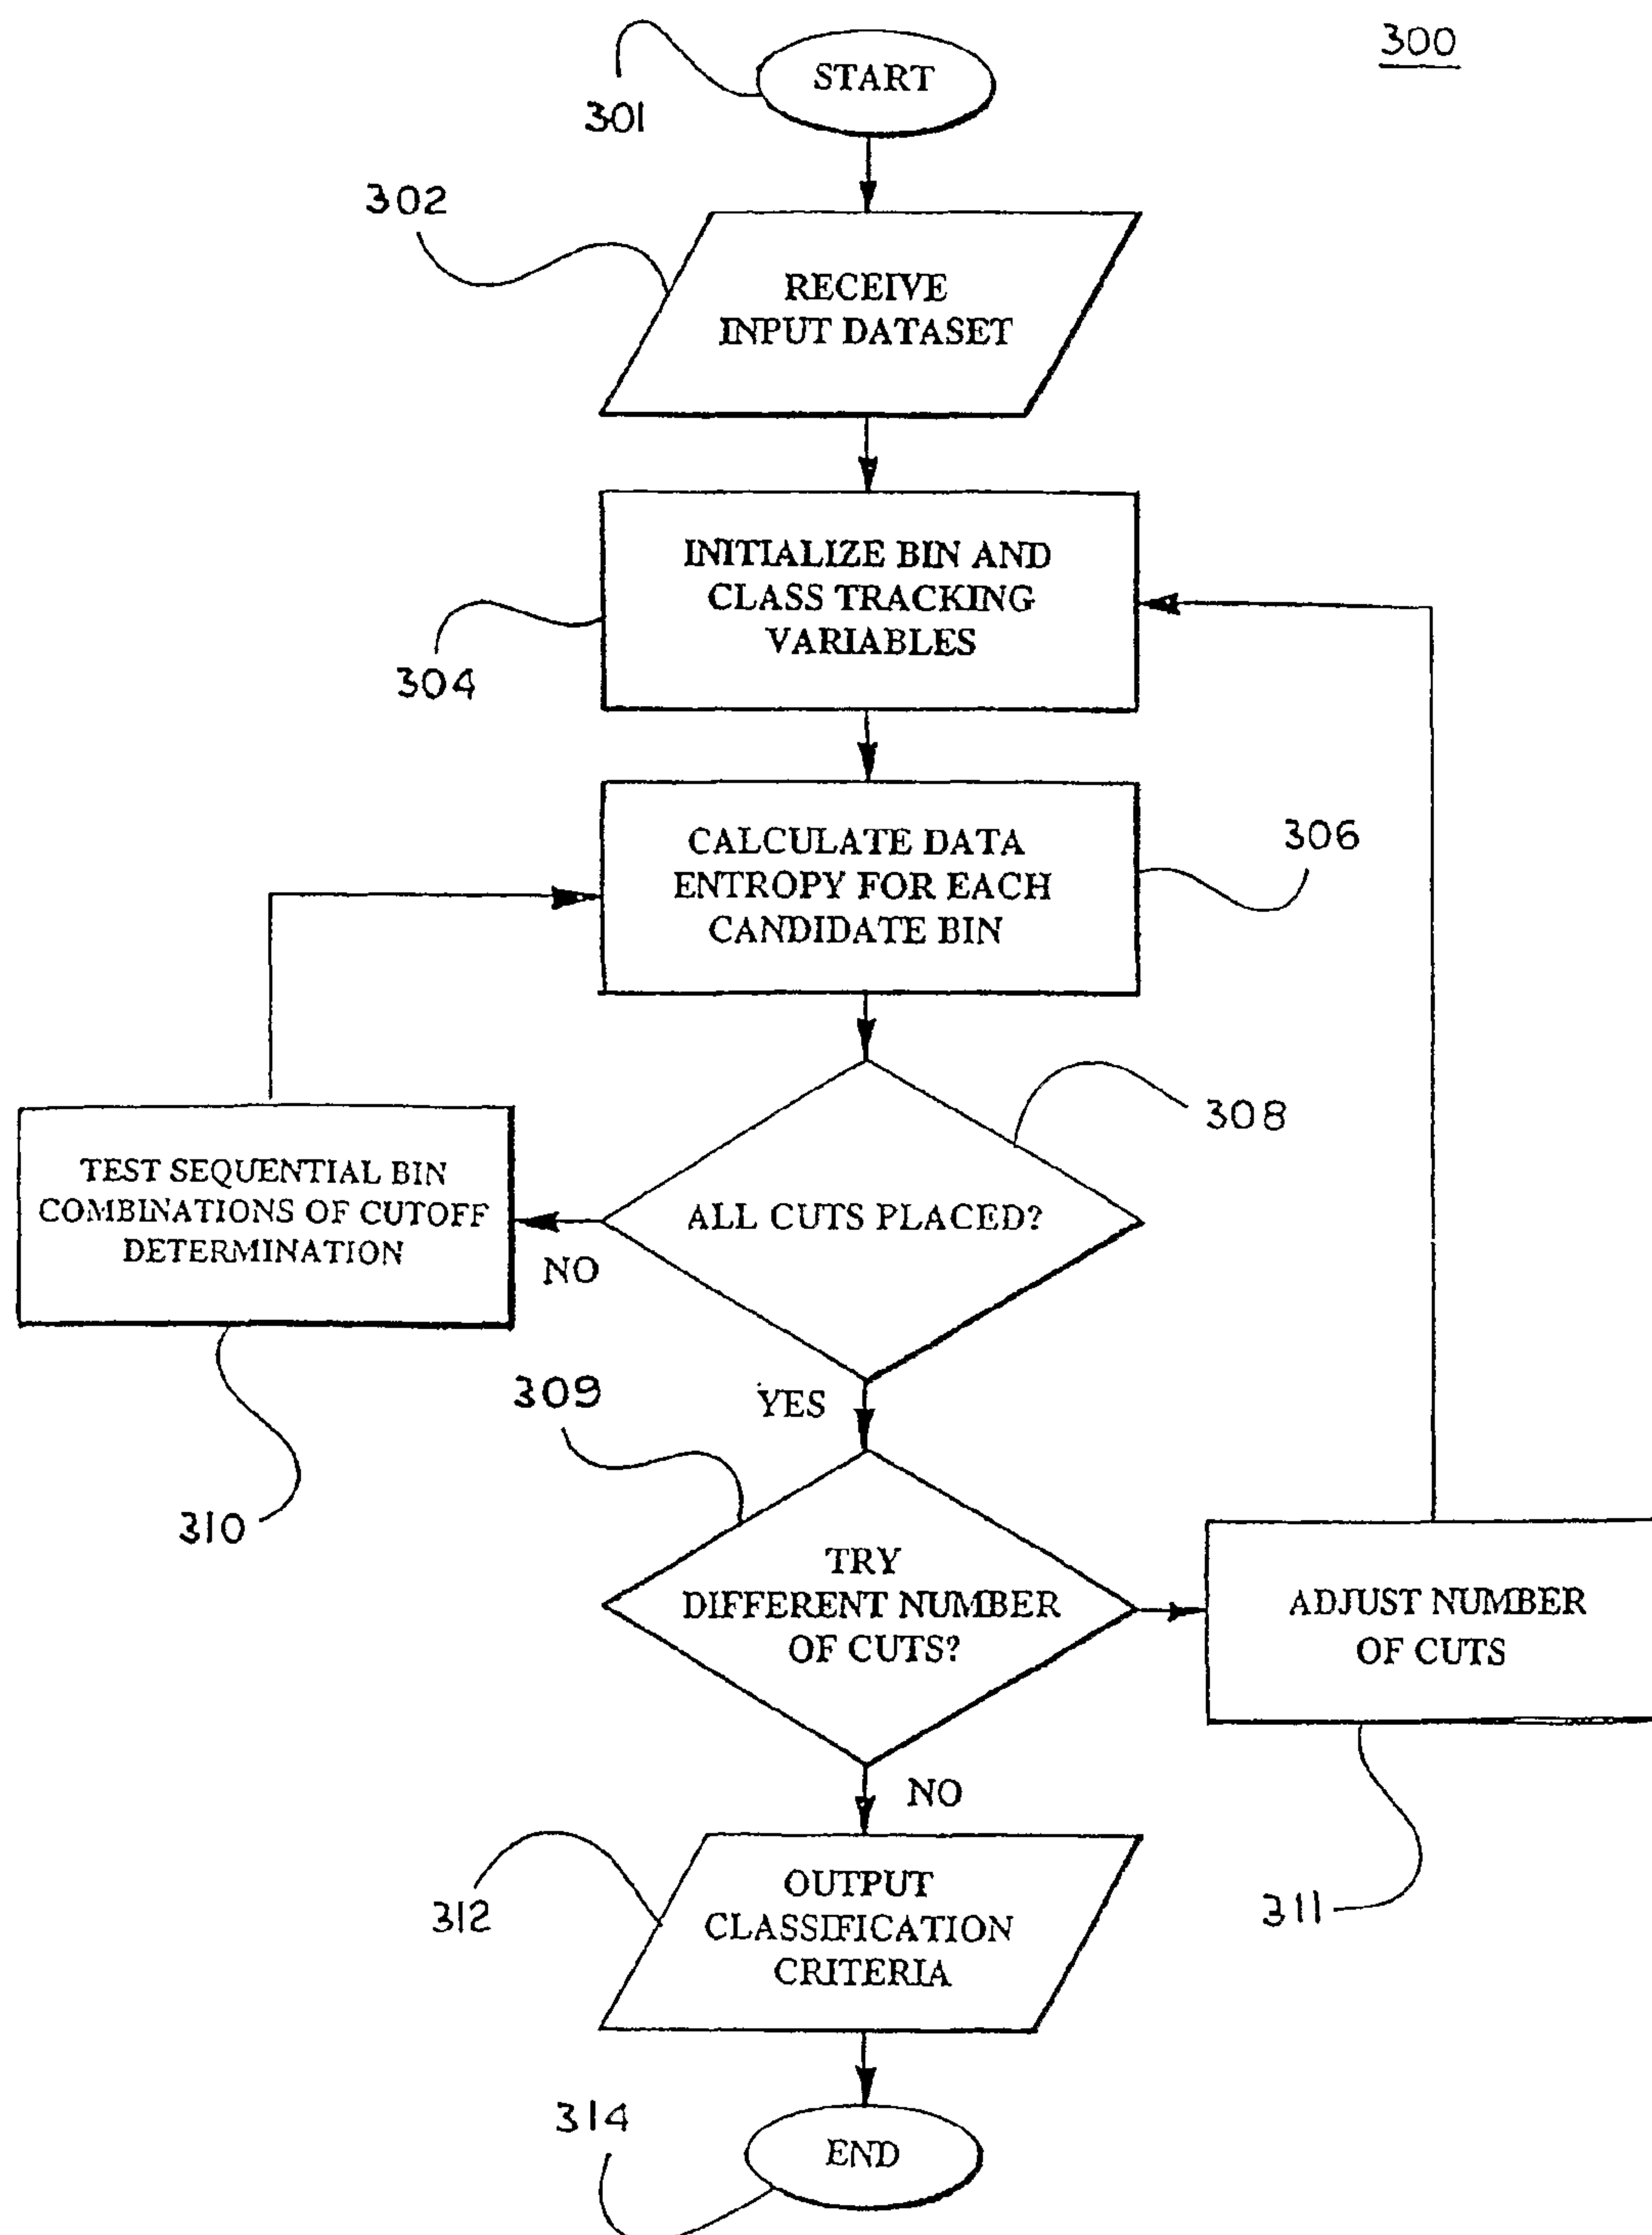 300
START
301
302
RECEIVE
INPUT DATASET
INITIALIZE BIN AND
CLASS TRACKING
VARIABLES
304
CALCULATE DATA
ENTROPY FOR EACH
CANDIDATE BIN
306
308
ALL CUTS PLACED?
TEST SEQUENTIAL BIN
COMBINATIONS OF CUTOFF
DETERMINATION
NO
310
YES
309
TRY
DIFFERENT NUMBER
OF CUTS?
ADJUST NUMBER
OF CUTS
311
NO
OUTPUT
CLASSIFICATION
CRITERIA
312
314
END